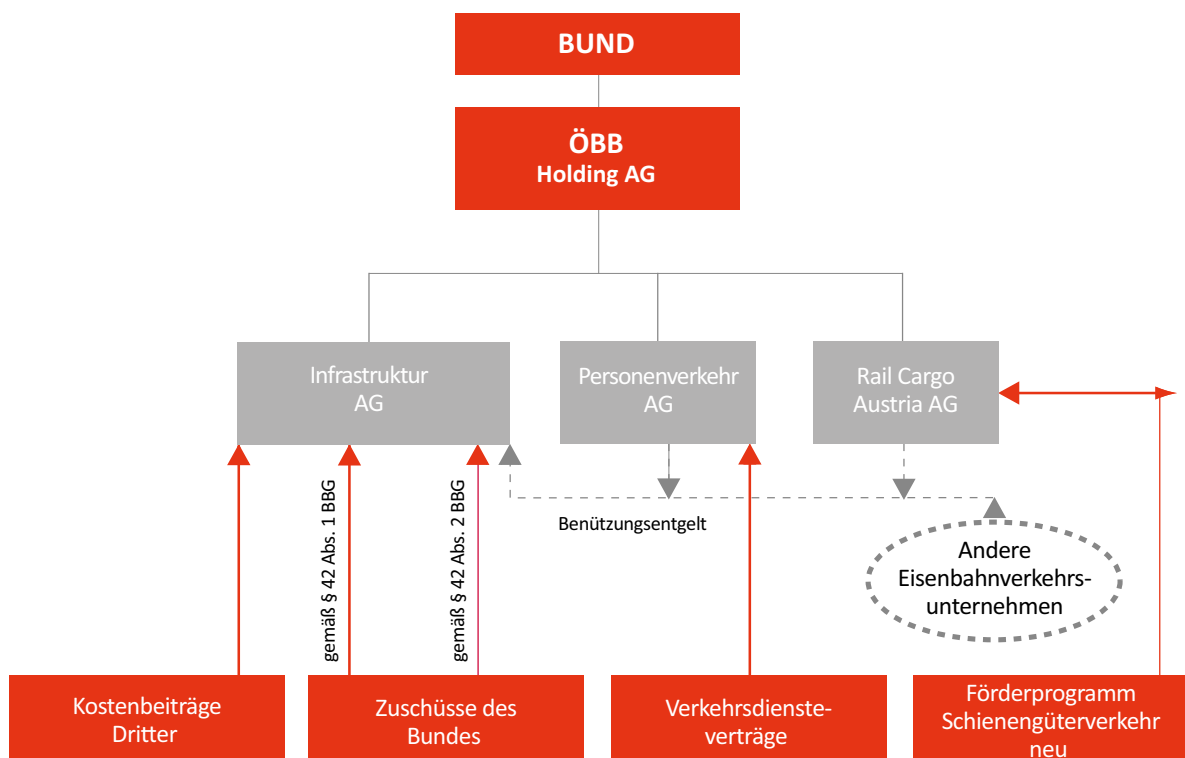 BUND
ÖBB
Holding AG
Infrastruktur
AG
Personenverkehr
AG
Rail Cargo
Austria AG
gemäß § 42 Abs. 1 BBG
gemäß § 42 Abs. 2 BBG
Benützungsentgelt
Andere
Eisenbahnverkehrs-
unternehmen
Kostenbeiträge
Dritter
Zuschüsse des
Bundes
Verkehrsdienste-
verträge
Förderprogramm
Schienengüterverkehr
neu